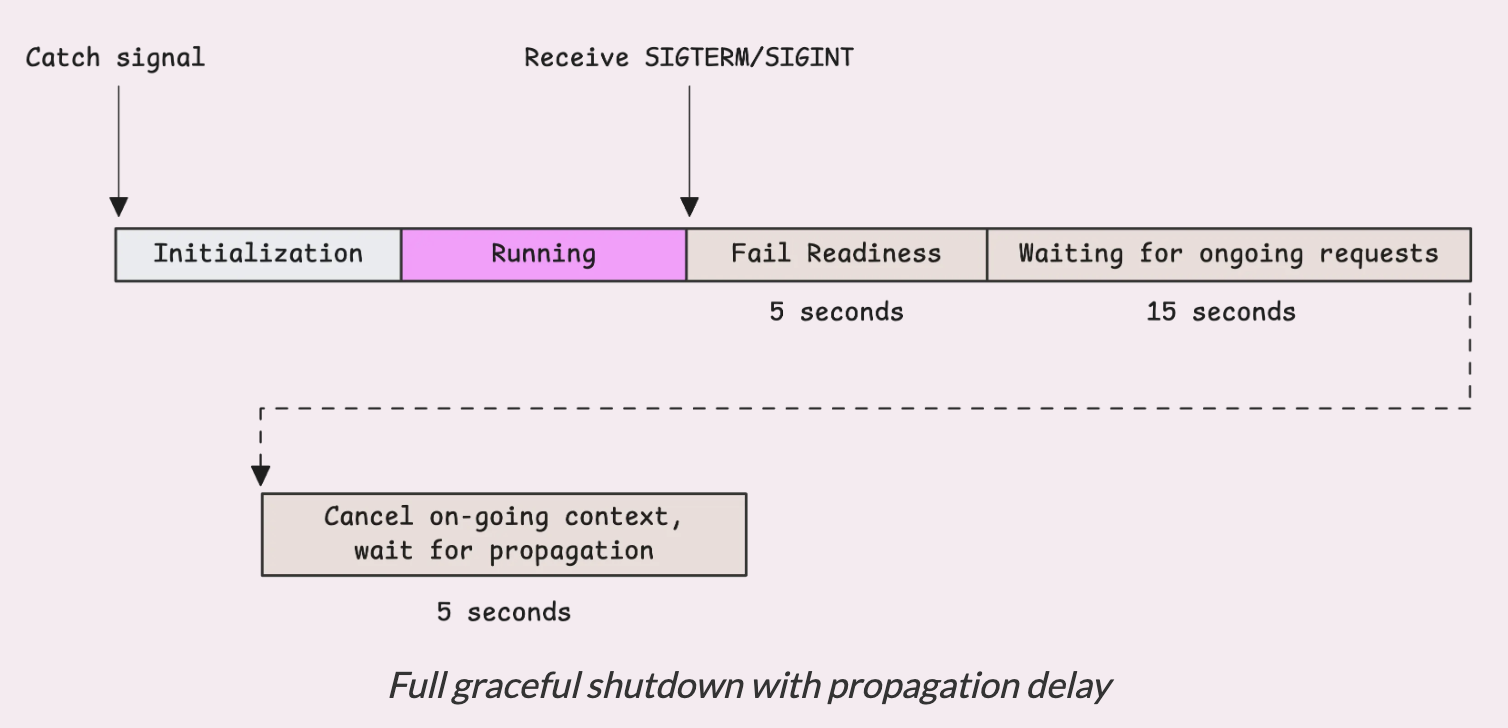 Catch signal
Receive SIGTERM/SIGINT
Initialization
Running
Fail Readiness
Waiting for ongoing requests
5 seconds
15 seconds
Cancel on-going context,
wait for propagation
5 seconds
Full graceful shutdown with propagation delay